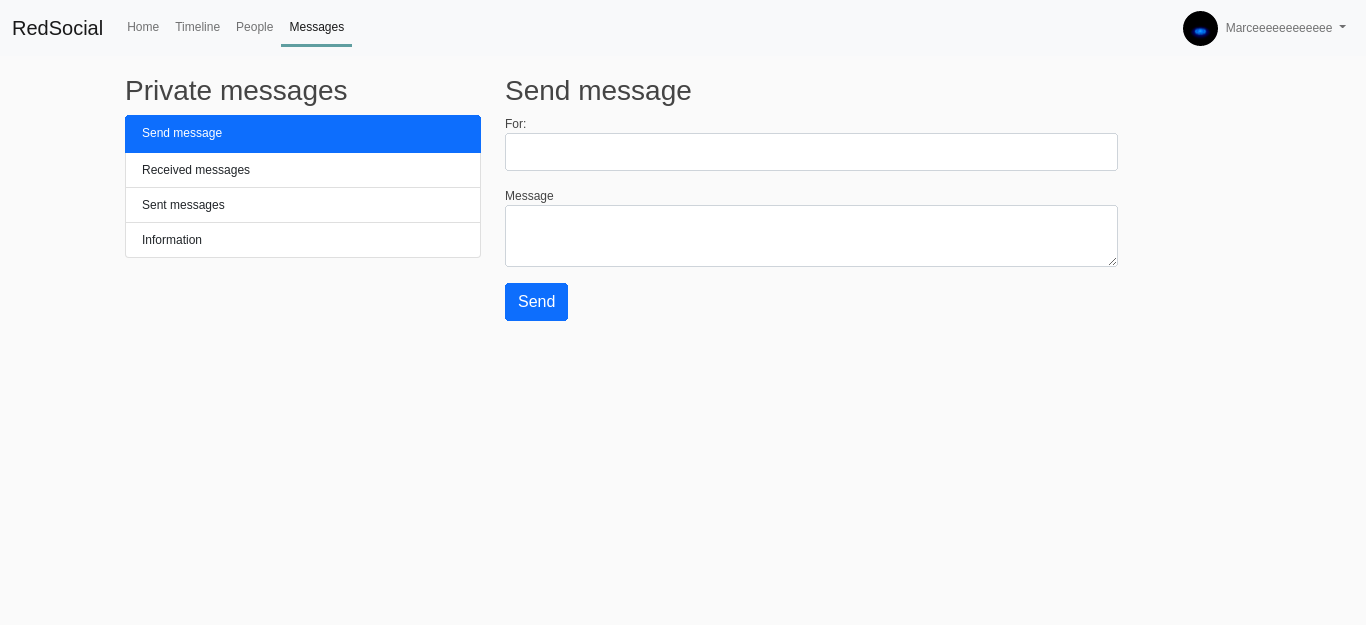 RedSocial Home Timeline People Messages Marceeeeeeeeeeee
Private messages
Send message
Received messages
Sent messages
Information
Send message
For:
Message
Send